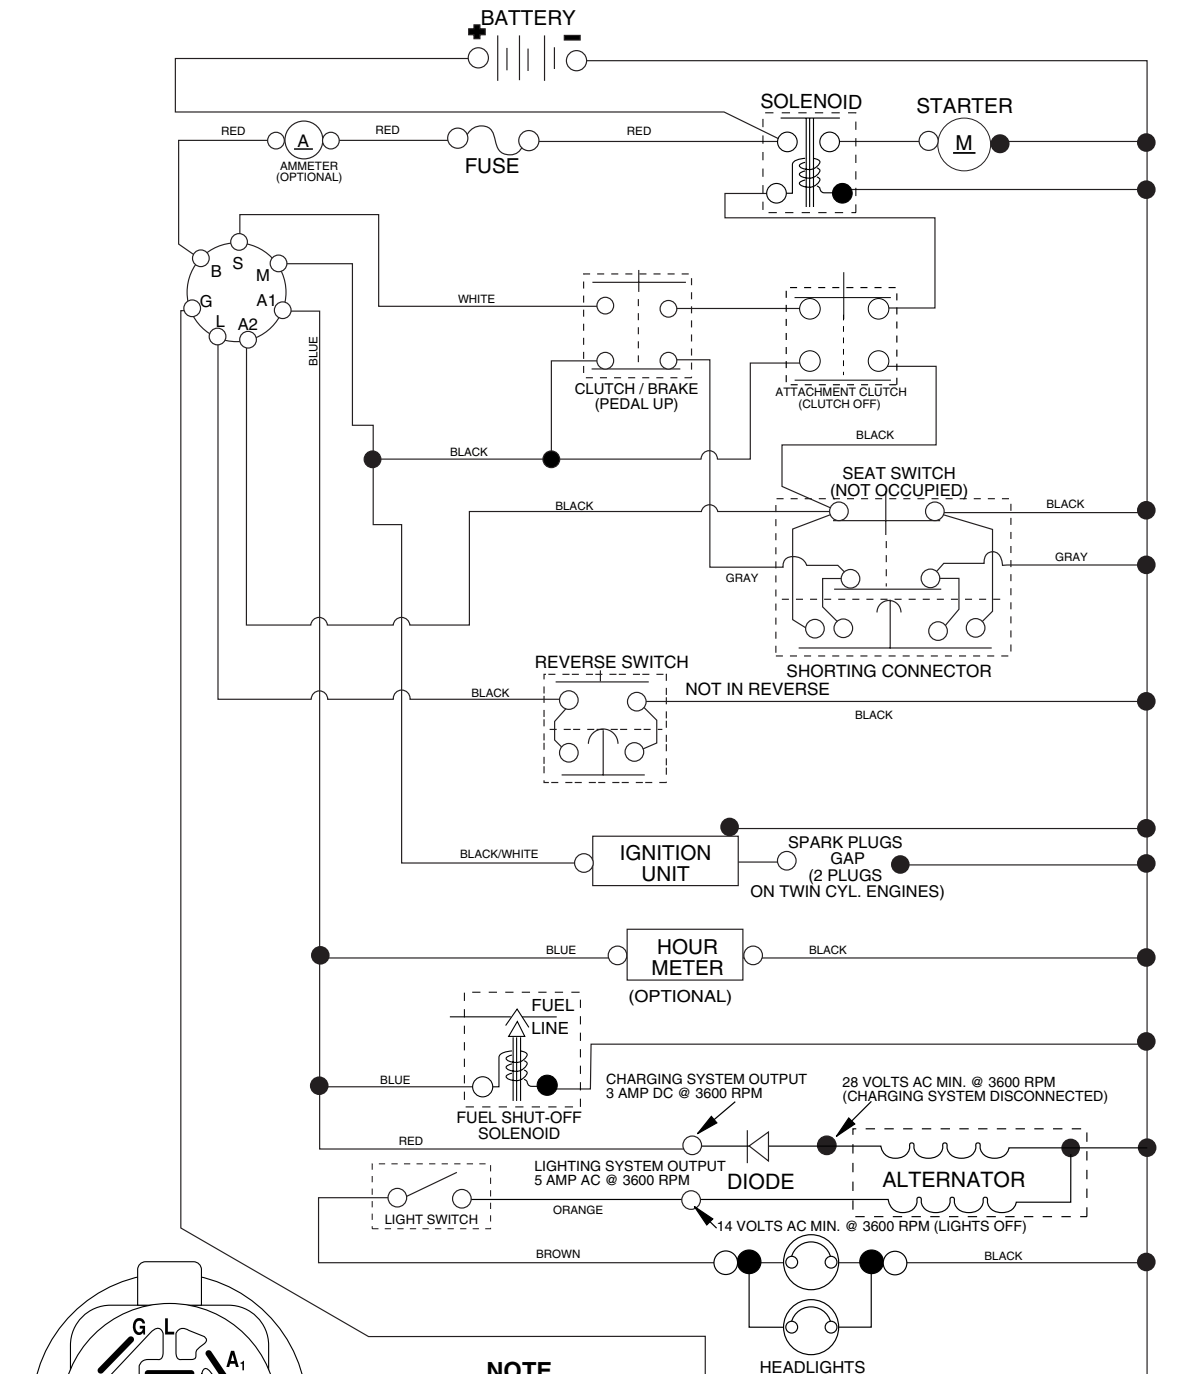 BATTERY
SOLENOID
STARTER
RED
A
RED
RED
M
AMMETER
(OPTIONAL)
FUSE
B
S
M
G
A1
L
A2
BLUE
WHITE
CLUTCH / BRAKE
(PEDAL UP)
ATTACHMENT CLUTCH
(CLUTCH OFF)
BLACK
BLACK
SEAT SWITCH
(NOT OCCUPIED)
BLACK
BLACK
GRAY
GRAY
SHORTING CONNECTOR
REVERSE SWITCH
NOT IN REVERSE
BLACK
BLACK
BLACK/WHITE
IGNITION
UNIT
SPARK PLUGS
GAP
(2 PLUGS
ON TWIN CYL. ENGINES)
BLUE
HOUR
METER
BLACK
(OPTIONAL)
FUEL
LINE
BLUE
FUEL SHUT-OFF
SOLENOID
CHARGING SYSTEM OUTPUT
3 AMP DC @ 3600 RPM
28 VOLTS AC MIN. @ 3600 RPM
(CHARGING SYSTEM DISCONNECTED)
RED
LIGHTING SYSTEM OUTPUT
5 AMP AC @ 3600 RPM
DIODE
ALTERNATOR
LIGHT SWITCH
ORANGE
14 VOLTS AC MIN. @ 3600 RPM (LIGHTS OFF)
BROWN
BLACK
HEADLIGHTS
G
L
A1
NOTE